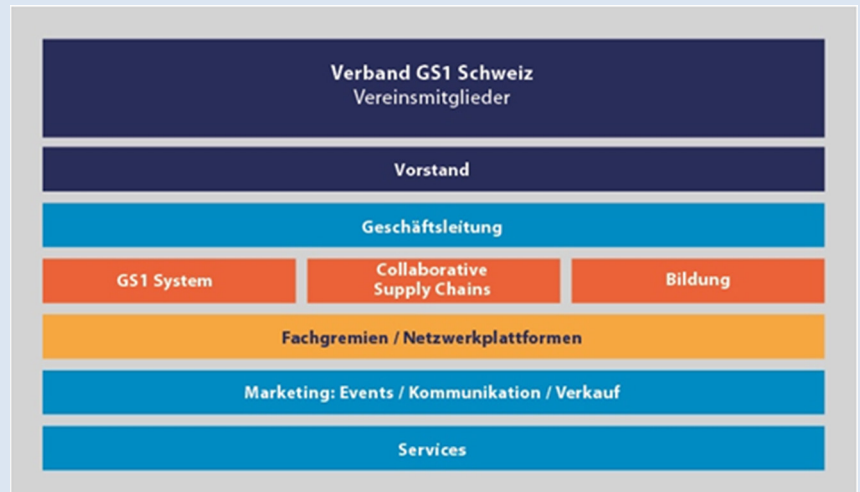 Verband GS1 Schweiz
Vereinsmitglieder
Vorstand
Geschäftsleitung
GS1 System
Collaborative
Supply Chains
Bildung
Fachgremien / Netzwerkplattformen
Marketing: Events / Kommunikation / Verkauf
Services